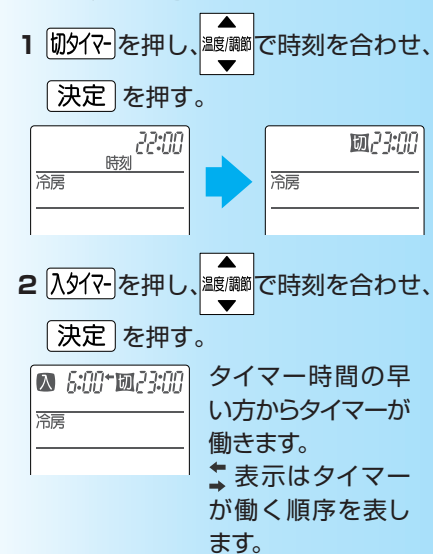 1 切タイマーを押し、▲温度/調節▼で時刻を合わせ、
決定 を押す。
22:00
時刻
冷房
切23:00
冷房
2 入タイマーを押し、▲温度/調節▼で時刻を合わせ、
決定 を押す。
入 6:00←切23:00
冷房
タイマー時間の早
い方からタイマーが
働きます。
⇆ 表示はタイマー
が働く順序を表し
ます。